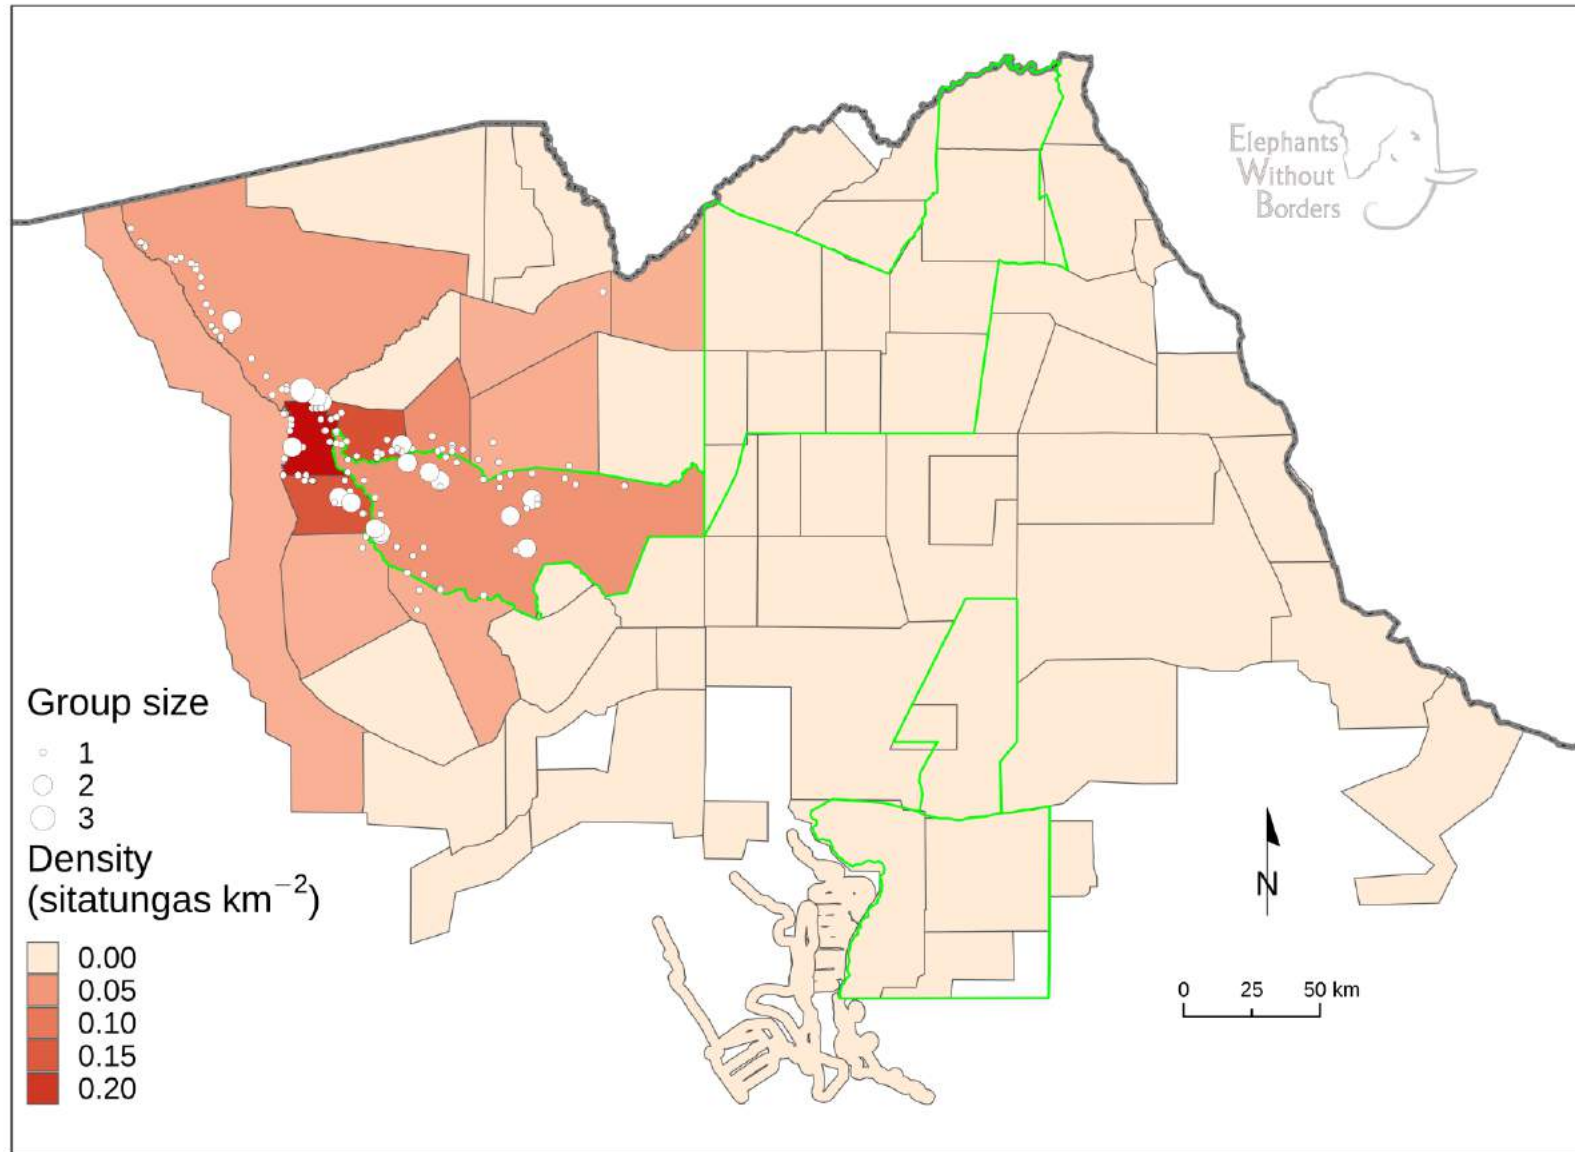 Elephants
Without
Borders
Group size
1
2
3
Density
(sitatungas km⁻²)
0.00
0.05
0.10
0.15
0.20
N
0 25 50 km